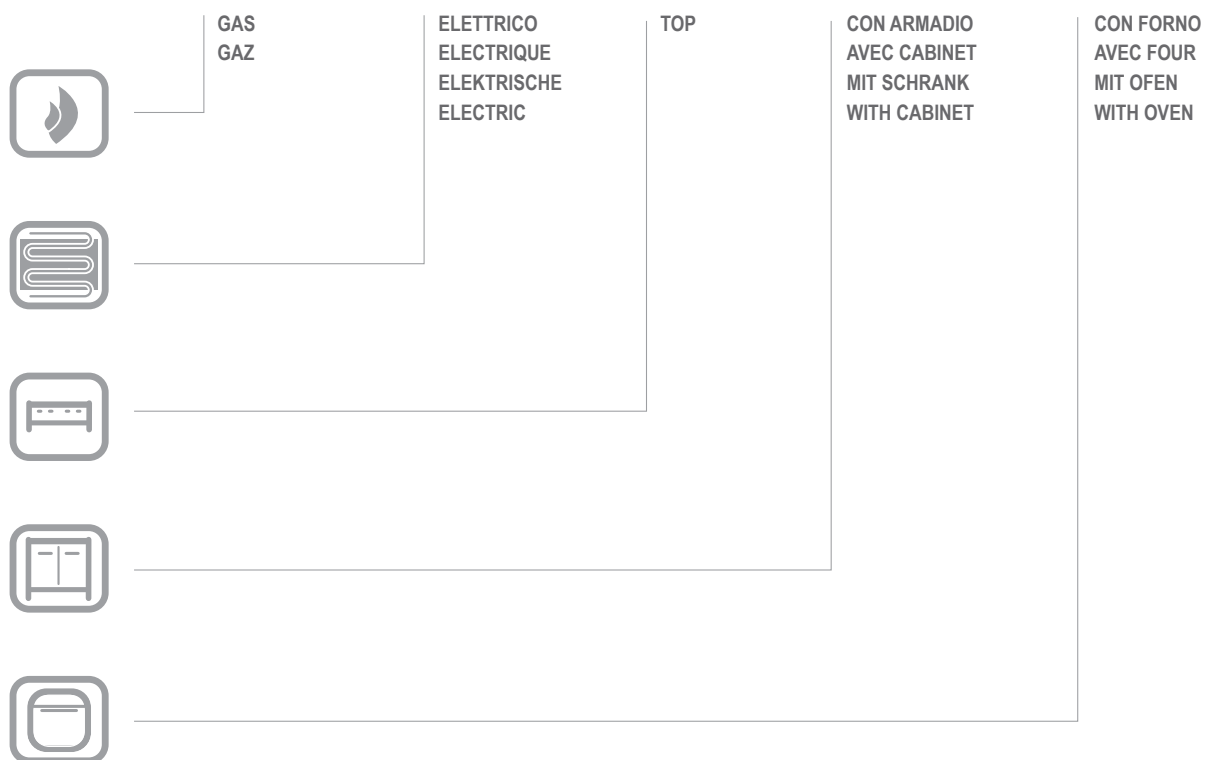 GAS
GAZ
ELETTRICO
ELECTRIQUE
ELEKTRISCHE
ELECTRIC
TOP
CON ARMADIO
AVEC CABINET
MIT SCHRANK
WITH CABINET
CON FORNO
AVEC FOUR
MIT OFEN
WITH OVEN